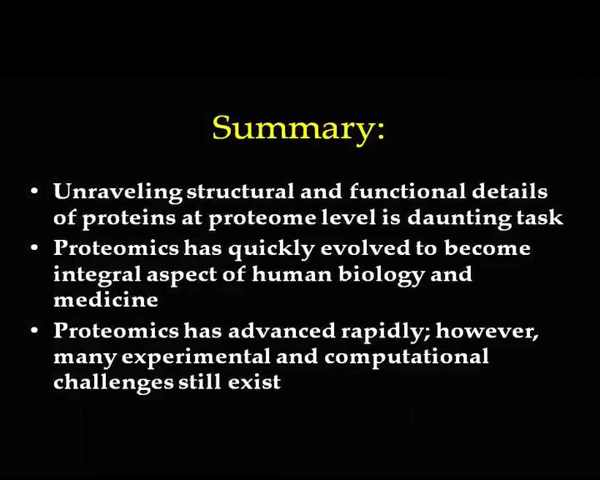 Summary:
• Unraveling structural and functional details
of proteins at proteome level is daunting task
• Proteomics has quickly evolved to become
integral aspect of human biology and
medicine
• Proteomics has advanced rapidly; however,
many experimental and computational
challenges still exist